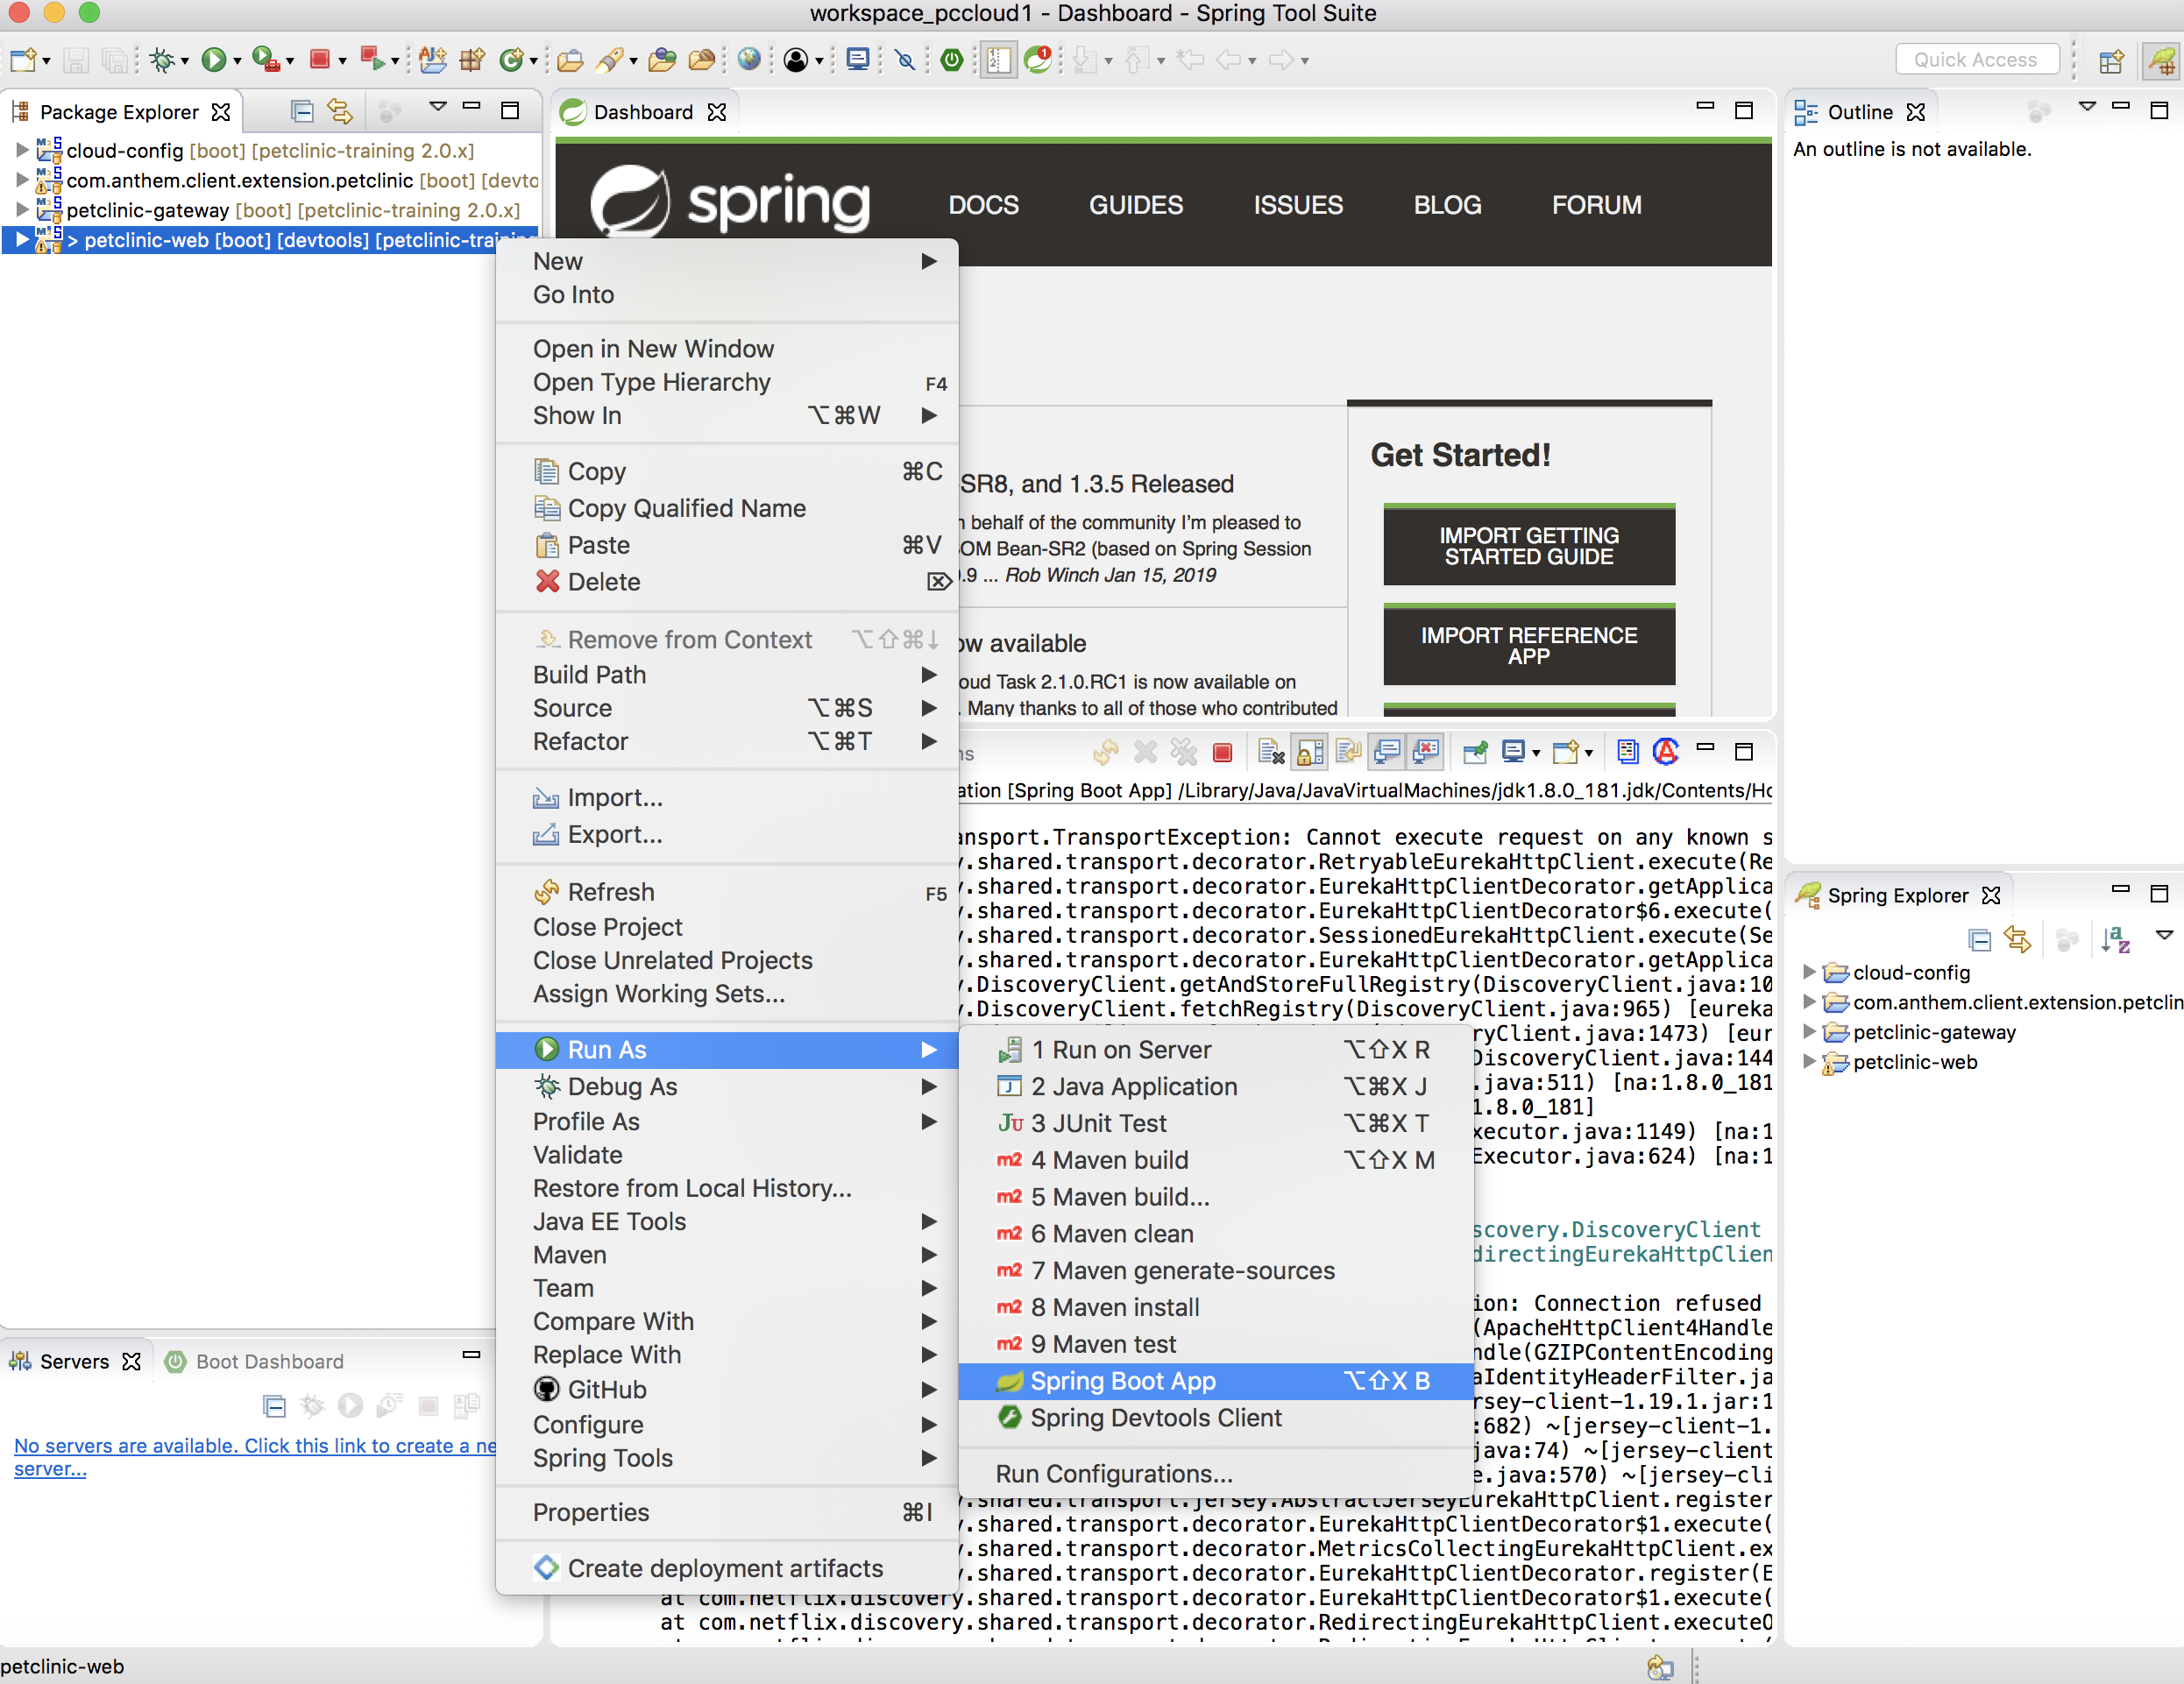 workspace_pccloud1 - Dashboard - Spring Tool Suite
Quick Access
Package Explorer
cloud-config [boot] [petclinic-training 2.0.x]
com.anthem.client.extension.petclinic [boot] [devto
petclinic-gateway [boot] [petclinic-training 2.0.x]
> petclinic-web [boot] [devtools] [petclinic-training
Dashboard
spring
DOCS
GUIDES
ISSUES
BLOG
FORUM
Outline
An outline is not available.
New
Go Into
Open in New Window
Open Type Hierarchy F4
Show In ⌥⌘W
Copy ⌘C
Copy Qualified Name
Paste ⌘V
Delete ⌦
Remove from Context ⌥⇧⌘↓
Build Path
Source ⌥⌘S
Refactor ⌥⌘T
Import...
Export...
Refresh F5
Close Project
Close Unrelated Projects
Assign Working Sets...
Run As
Debug As
Profile As
Validate
Restore from Local History...
Java EE Tools
Maven
Team
Compare With
Replace With
GitHub
Configure
Spring Tools
Properties ⌘I
Create deployment artifacts
1 Run on Server ⌥⇧X R
2 Java Application ⌥⌘X J
3 JUnit Test ⌥⌘X T
4 Maven build ⌥⇧X M
5 Maven build...
6 Maven clean
7 Maven generate-sources
8 Maven install
9 Maven test
Spring Boot App ⌥⇧X B
Spring Devtools Client
Run Configurations...
SR8, and 1.3.5 Released
behalf of the community I'm pleased to
OM Bean-SR2 (based on Spring Session
.9 ... Rob Winch Jan 15, 2019
ow available
oud Task 2.1.0.RC1 is now available on
. Many thanks to all of those who contributed
Get Started!
IMPORT GETTING
STARTED GUIDE
IMPORT REFERENCE
APP
ns
ation [Spring Boot App] /Library/Java/JavaVirtualMachines/jdk1.8.0_181.jdk/Contents/Ho
ansport.TransportException: Cannot execute request on any known s
.shared.transport.decorator.RetryableEurekaHttpClient.execute(Re
.shared.transport.decorator.EurekaHttpClientDecorator.getApplica
.shared.transport.decorator.EurekaHttpClientDecorator$6.execute(
.shared.transport.decorator.SessionedEurekaHttpClient.execute(Se
.shared.transport.decorator.EurekaHttpClientDecorator.getApplica
.DiscoveryClient.getAndStoreFullRegistry(DiscoveryClient.java:10
.DiscoveryClient.fetchRegistry(DiscoveryClient.java:965) [eureka
ryClient.java:1473) [eur
DiscoveryClient.java:144
.java:511) [na:1.8.0_181
1.8.0_181]
xecutor.java:1149) [na:1
Executor.java:624) [na:1
scovery.DiscoveryClient
directingEurekaHttpClien
ion: Connection refused
(ApacheHttpClient4Handle
ndle(GZIPContentEncoding
aIdentityHeaderFilter.ja
rsey-client-1.19.1.jar:1
:682) ~[jersey-client-1.
java:74) ~[jersey-client
e.java:570) ~[jersey-cli
.shared.transport.jersey.AbstractJerseyEurekaHttpClient.register
.shared.transport.decorator.EurekaHttpClientDecorator$1.execute(
.shared.transport.decorator.MetricsCollectingEurekaHttpClient.ex
.shared.transport.decorator.EurekaHttpClientDecorator.register(E
at com.netflix.discovery.shared.transport.decorator.EurekaHttpClientDecorator$1.execute(
at com.netflix.discovery.shared.transport.decorator.RedirectingEurekaHttpClient.executeO
Spring Explorer
cloud-config
com.anthem.client.extension.petclin
petclinic-gateway
petclinic-web
Servers
Boot Dashboard
No servers are available. Click this link to create a ne
server...
petclinic-web